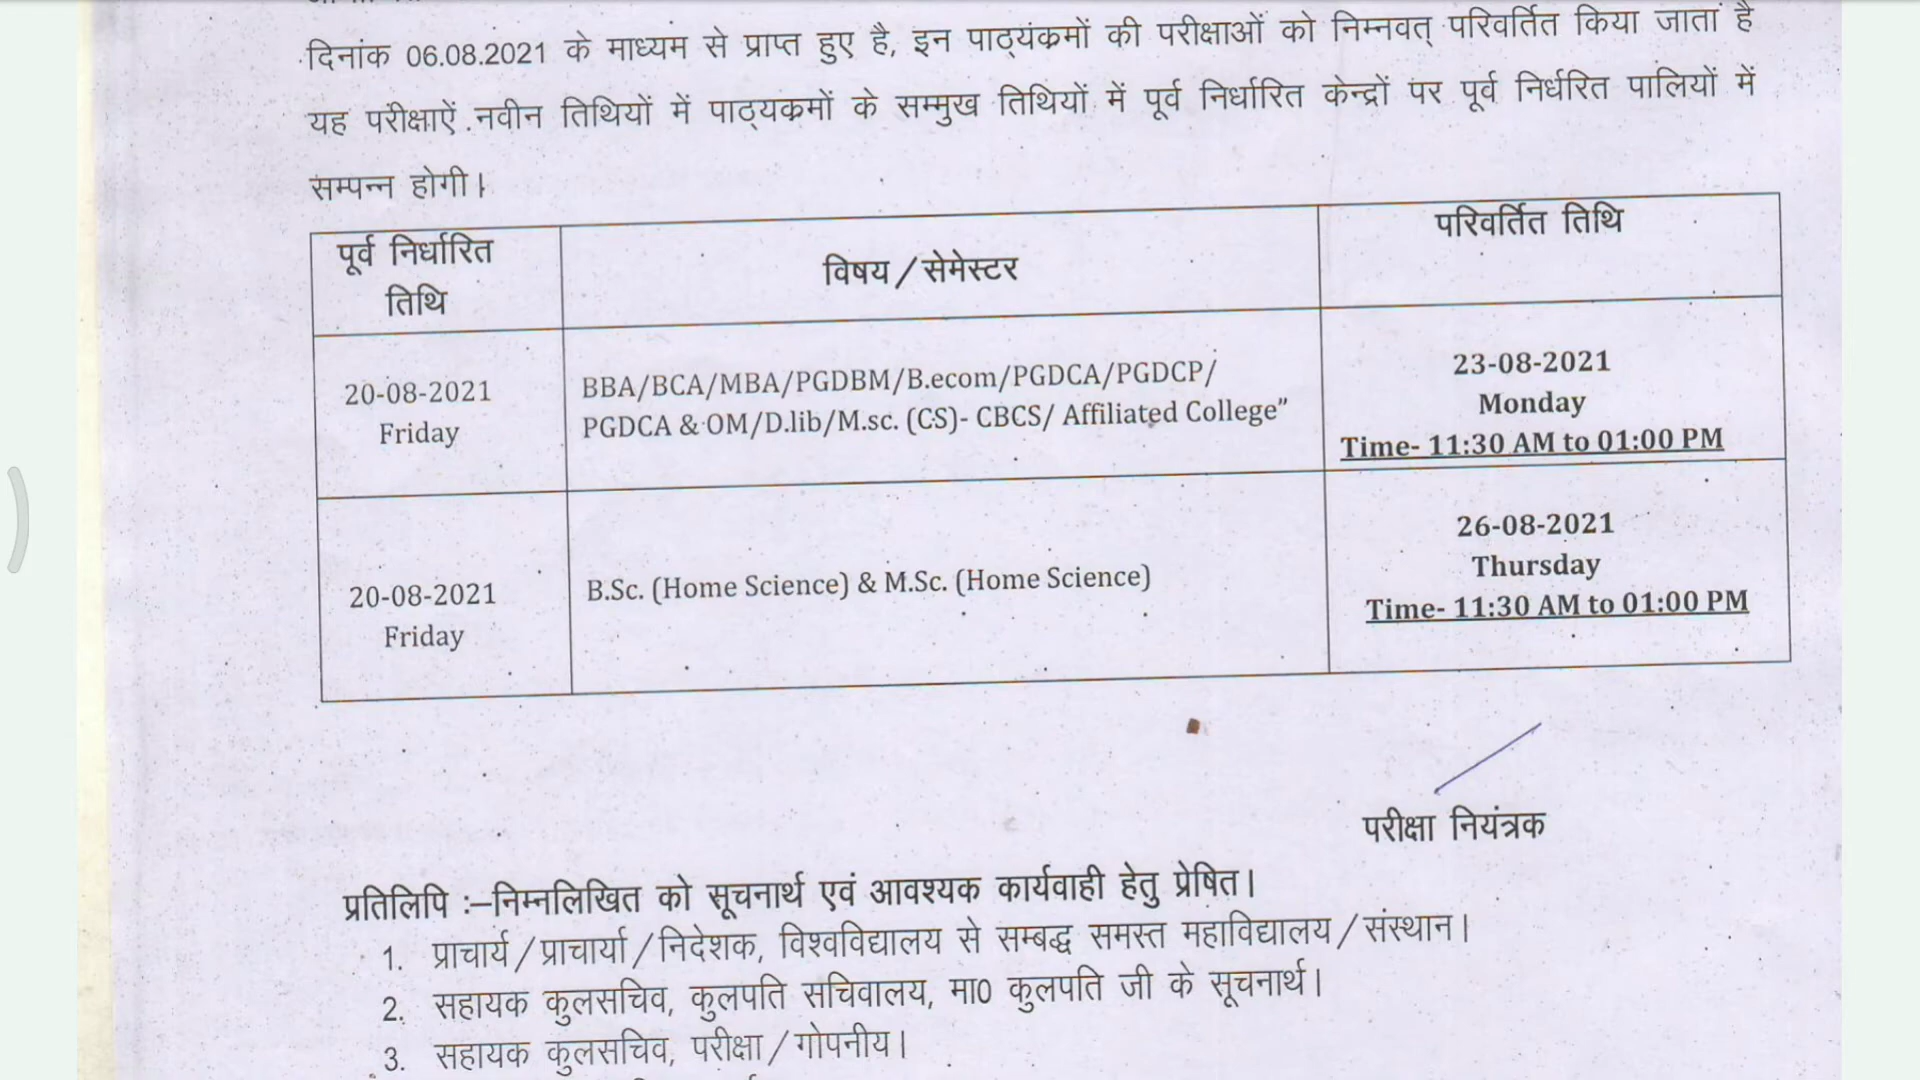 दिनांक 06.08.2021 के माध्यम से प्राप्त हुए है, इन पाठ्यंक्रमों की परीक्षाओं को निम्नवत् परिवर्तित किया जाता है
यह परीक्षाऐं नवीन तिथियों में पाठ्यक्रमों के सम्मुख तिथियों में पूर्व निर्धारित केन्द्रों पर पूर्व निर्धरित पालियों में
सम्पन्न होगी।
पूर्व निर्धारित
तिथि
विषय/सेमेस्टर
परिवर्तित तिथि
20-08-2021
Friday
BBA/BCA/MBA/PGDBM/B.ecom/PGDCA/PGDCP/
PGDCA & OM/D.lib/M.sc. (CS)- CBCS/ Affiliated College”
23-08-2021
Monday
Time- 11:30 AM to 01:00 PM
20-08-2021
Friday
B.Sc. (Home Science) & M.Sc. (Home Science)
26-08-2021
Thursday
Time- 11:30 AM to 01:00 PM
परीक्षा नियंत्रक
प्रतिलिपि :–निम्नलिखित को सूचनार्थ एवं आवश्यक कार्यवाही हेतु प्रेषित।
1. प्राचार्य/प्राचार्या/निदेशक, विश्वविद्यालय से सम्बद्ध समस्त महाविद्यालय/संस्थान।
2. सहायक कुलसचिव, कुलपति सचिवालय, मा0 कुलपति जी के सूचनार्थ।
3. सहायक कुलसचिव, परीक्षा/गोपनीय।